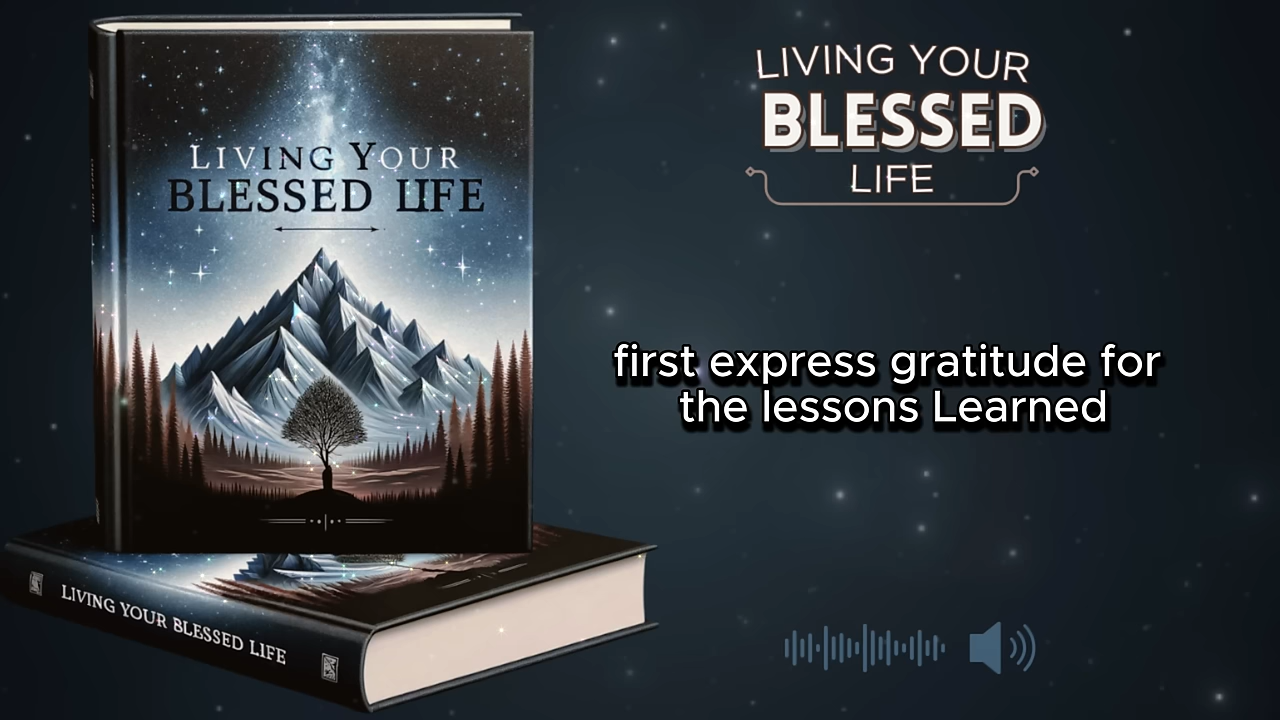 LIVING YOUR
BLESSED LIFE
LIVING YOUR BLESSED LIFE
LIVING YOUR
BLESSED
LIFE
first express gratitude for
the lessons Learned